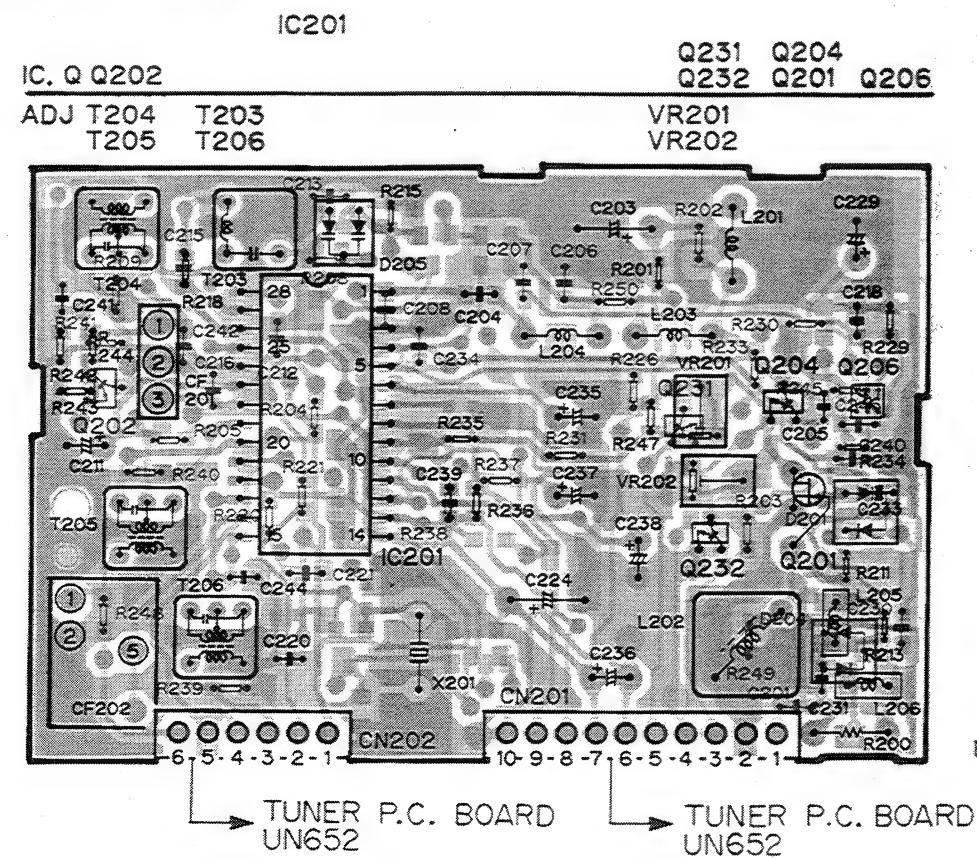 IC201
Q231 Q204
IC. Q Q202 Q232 Q201 Q206
ADJ T204 T203 VR201
T205 T206 VR202
C213
R215
C203
R202
L201
C229
C215
R209
T204
T203
D205
C207
C206
R201
R250
C218
C241
R218
28
1
C208
C204
L203
R230
R229
1
C242
25
5
C234
L204
R226
VR201
R233
Q204
Q206
2
C216
C212
3
R242
R243
Q202
CF
201
R204
C235
Q231
C205
R205
20
R235
R231
R247
C211
R240
R221
10
C239
R237
C237
VR202
R203
R234
T205
15
14
R238
R236
C238
D201
C233
IC201
Q232
Q201
T206
C244
C221
C224
R211
L205
1
2
R248
5
L202
R213
C220
X201
C236
R249
R239
CF202
CN201
C231
L206
CN202
R200
6-5-4-3-2-1
10-9-8-7-6-5-4-3-2-1
TUNER P.C. BOARD
UN652
TUNER P.C. BOARD
UN652